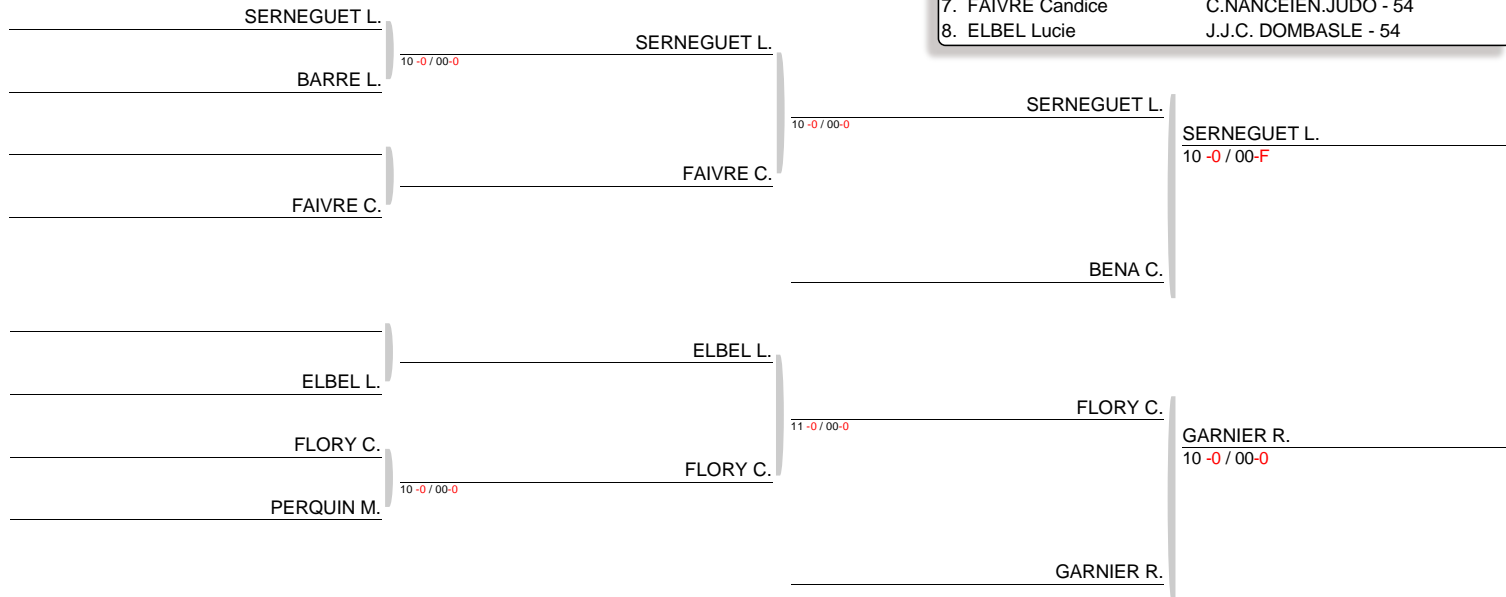 7. FAIVRE Candice C.NANCEIEN.JUDO - 54
8. ELBEL Lucie J.J.C. DOMBASLE - 54
SERNEGUET L.
BARRE L.
FAIVRE C.
ELBEL L.
FLORY C.
PERQUIN M.
SERNEGUET L.
10 -0 / 00-0
FAIVRE C.
ELBEL L.
FLORY C.
10 -0 / 00-0
SERNEGUET L.
10 -0 / 00-0
BENA C.
FLORY C.
11 -0 / 00-0
GARNIER R.
SERNEGUET L.
10 -0 / 00-F
GARNIER R.
10 -0 / 00-0